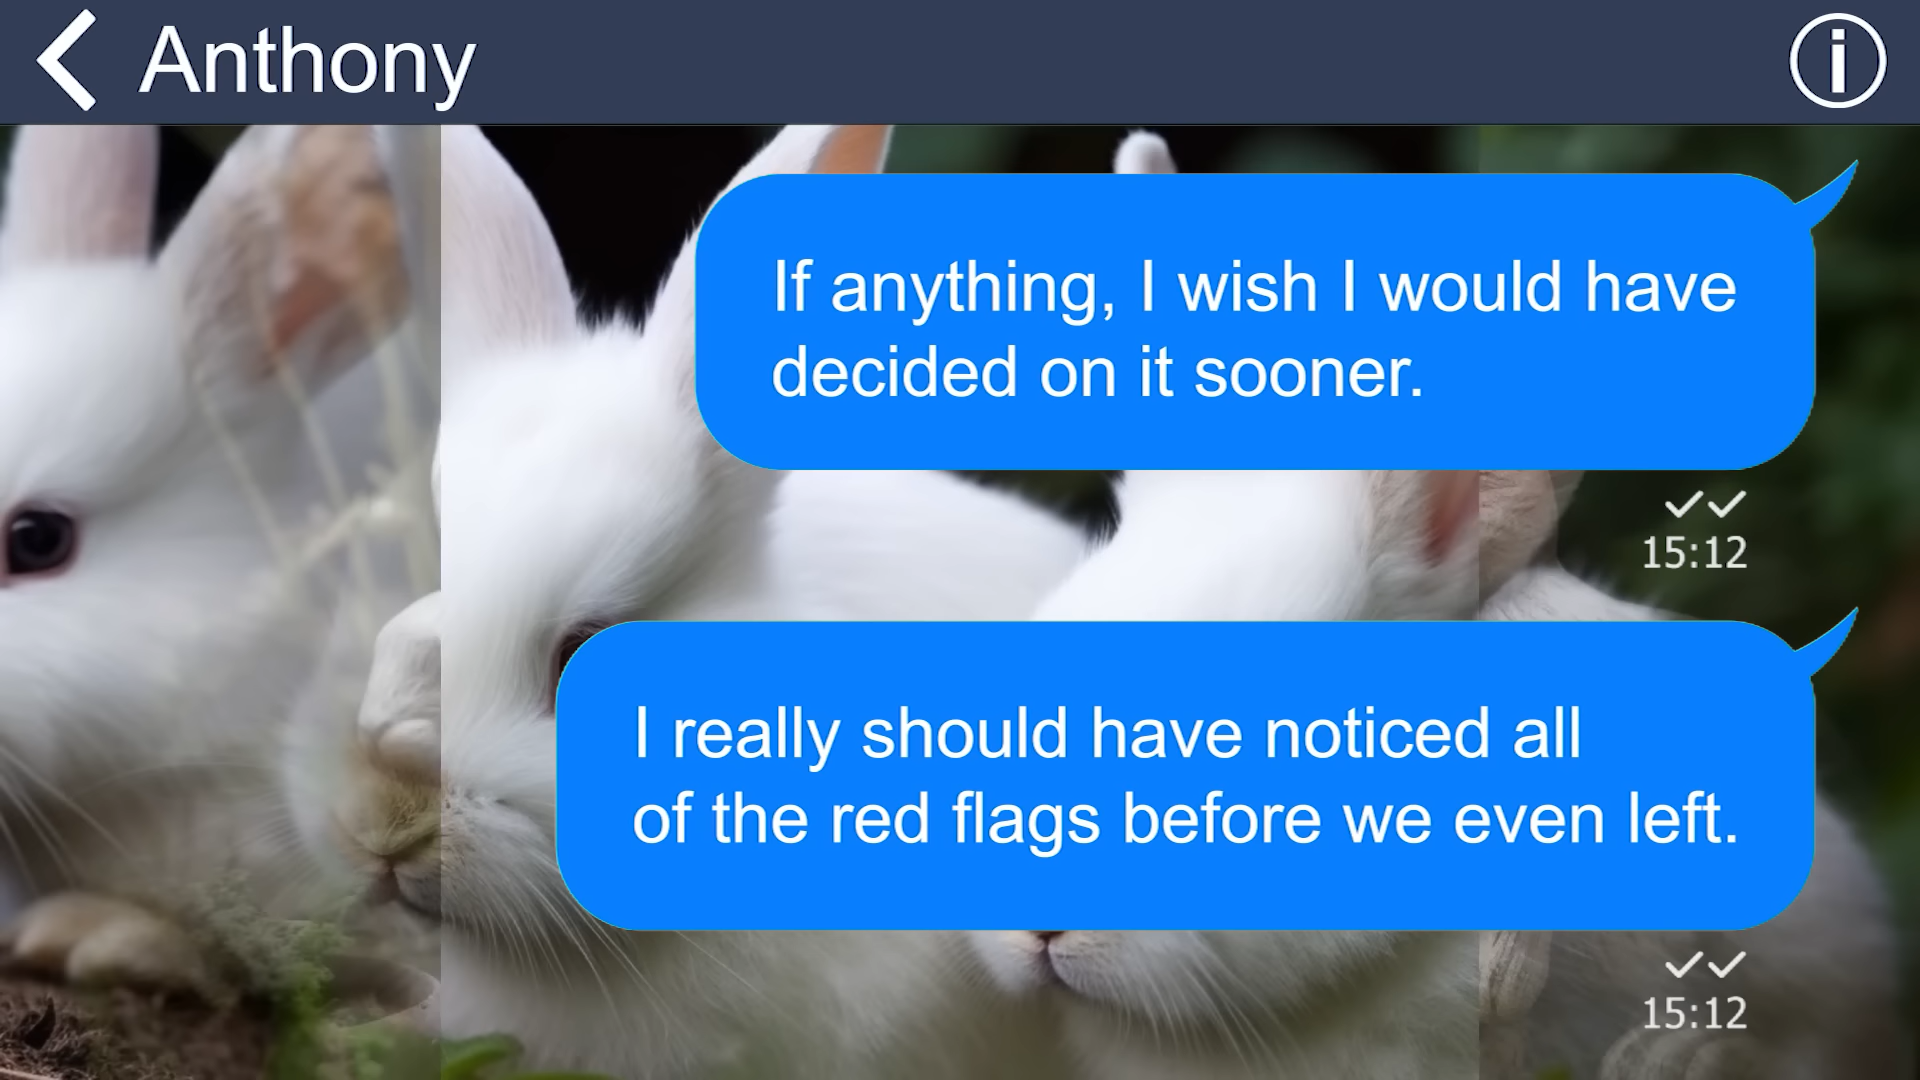 Anthony
If anything, I wish I would have
decided on it sooner.
15:12
I really should have noticed all
of the red flags before we even left.
15:12